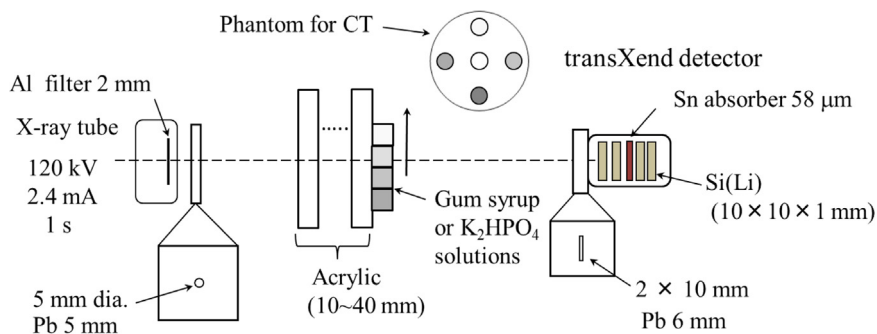 Phantom for CT
transXend detector
Al filter 2 mm
Sn absorber 58 μm
X-ray tube
120 kV
2.4 mA
1 s
Si(Li)
(10 × 10 × 1 mm)
Gum syrup
or K₂HPO₄
solutions
Acrylic
(10~40 mm)
5 mm dia.
Pb 5 mm
2 × 10 mm
Pb 6 mm